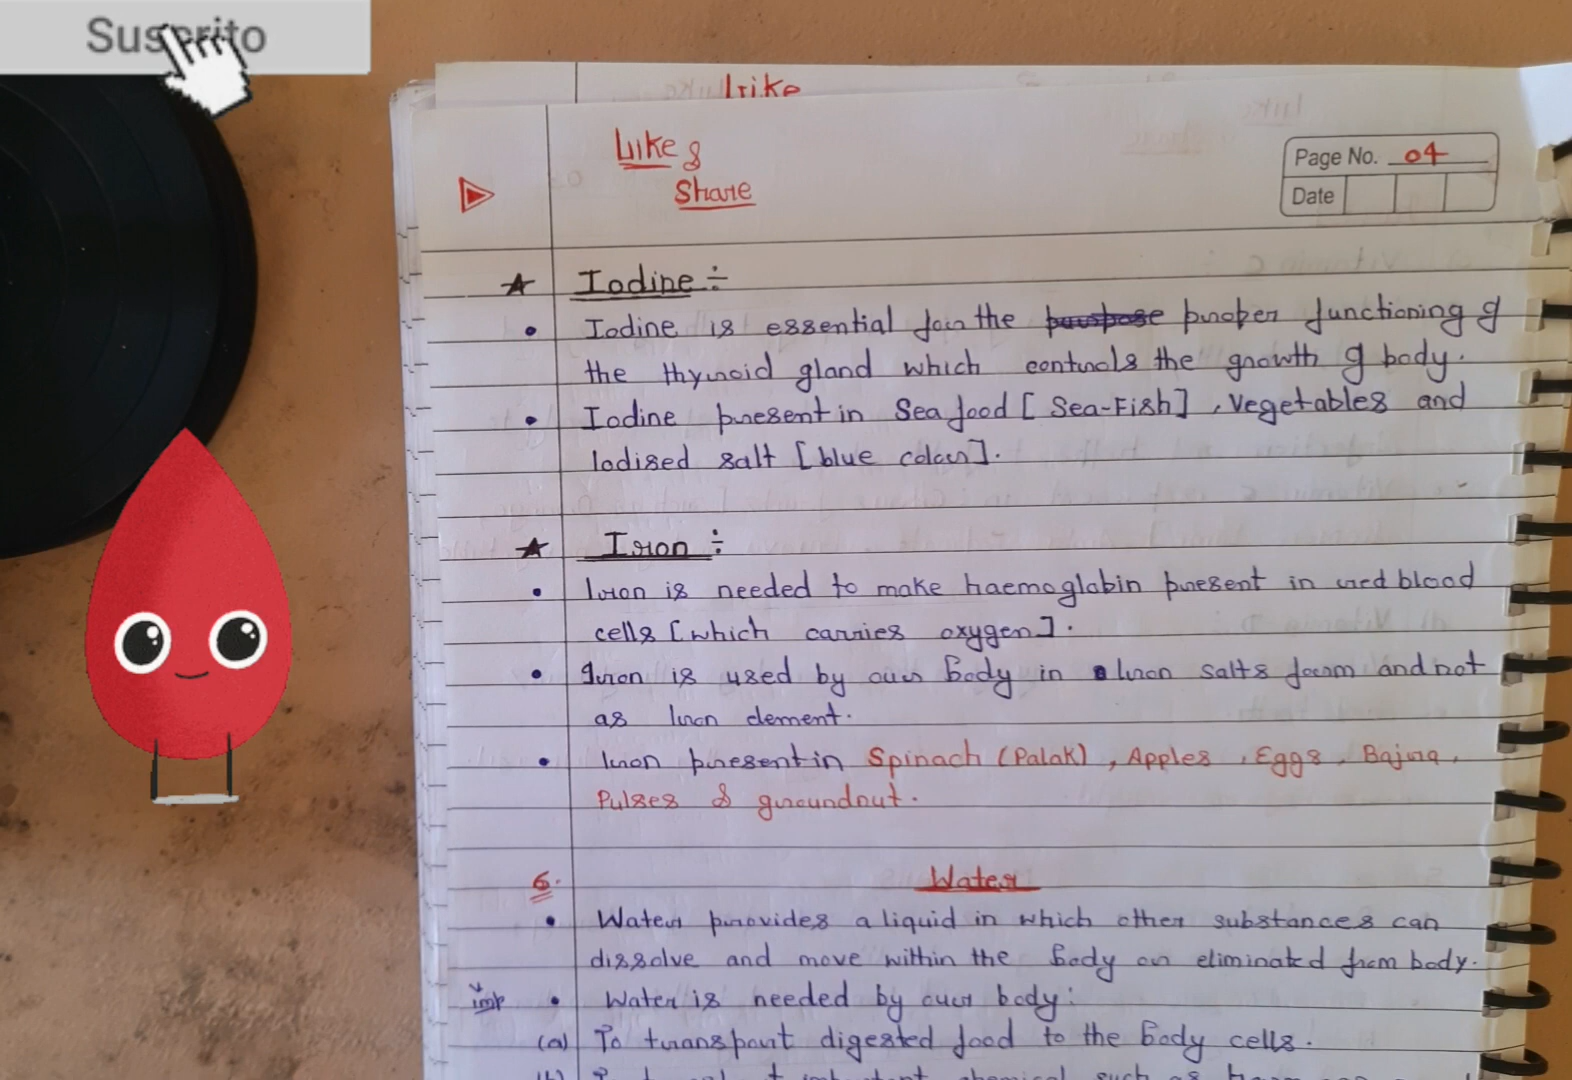 Suscrito
Like
Like &
Share
Page No. 04
Date
★ Iodine ÷
• Iodine is essential for the proper functioning of
the thyroid gland which controls the growth of body.
• Iodine present in Sea food [Sea-Fish], Vegetables and
Iodised salt [blue colour].
★ Iron ÷
• Iron is needed to make haemoglobin present in red blood
cells [which carries oxygen].
• Iron is used by our body in Iron salts form and not
as Iron element.
• Iron present in Spinach (Palak), Apples, Eggs, Bajra,
Pulses & groundnut.
6. Water
• Water provides a liquid in which other substances can
dissolve and move within the body or eliminated from body.
imp • Water is needed by our body:
(a) To transport digested food to the body cells.